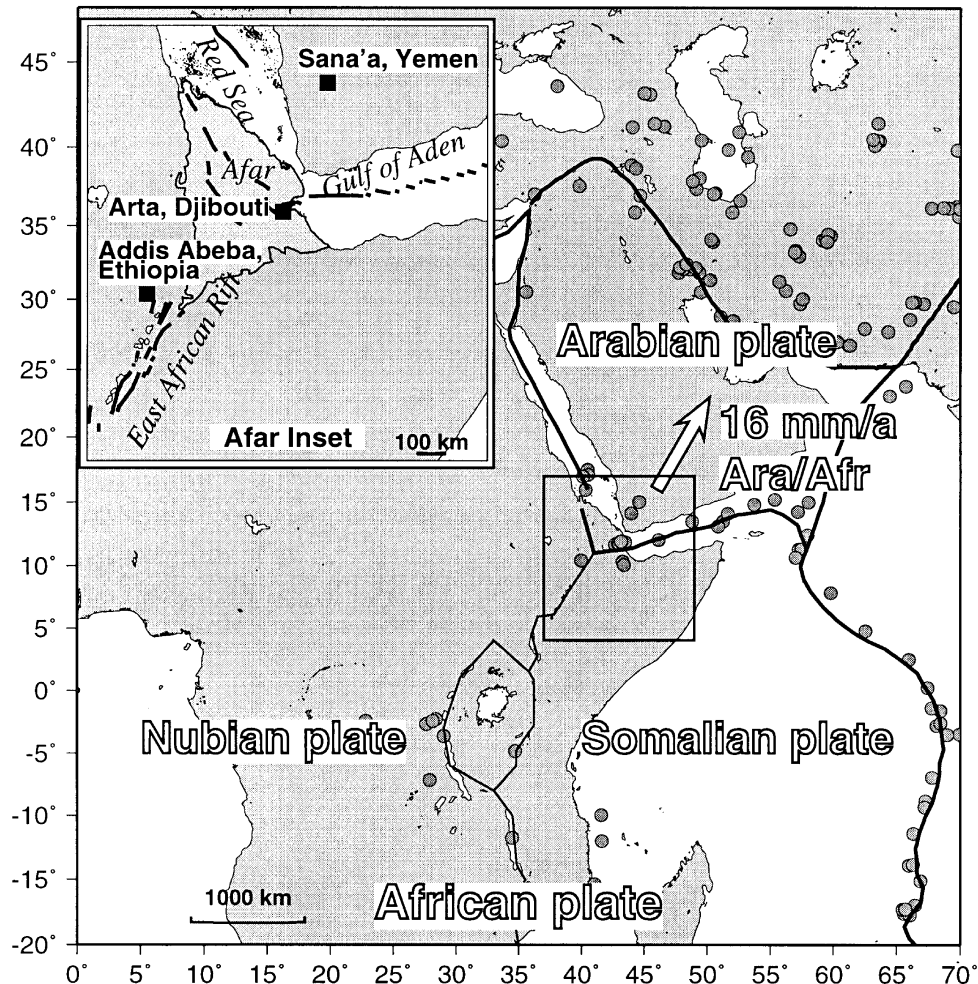 Red Sea
Sana'a, Yemen
Afar
Gulf of Aden
Arta, Djibouti
Addis Abeba,
Ethiopia
East African Rift
Afar Inset
100 km
Arabian plate
16 mm/a
Ara/Afr
Nubian plate
Somalian plate
African plate
1000 km
45°
40°
35°
30°
25°
20°
15°
10°
5°
0°
-5°
-10°
-15°
-20°
0° 5° 10° 15° 20° 25° 30° 35° 40° 45° 50° 55° 60° 65° 70°